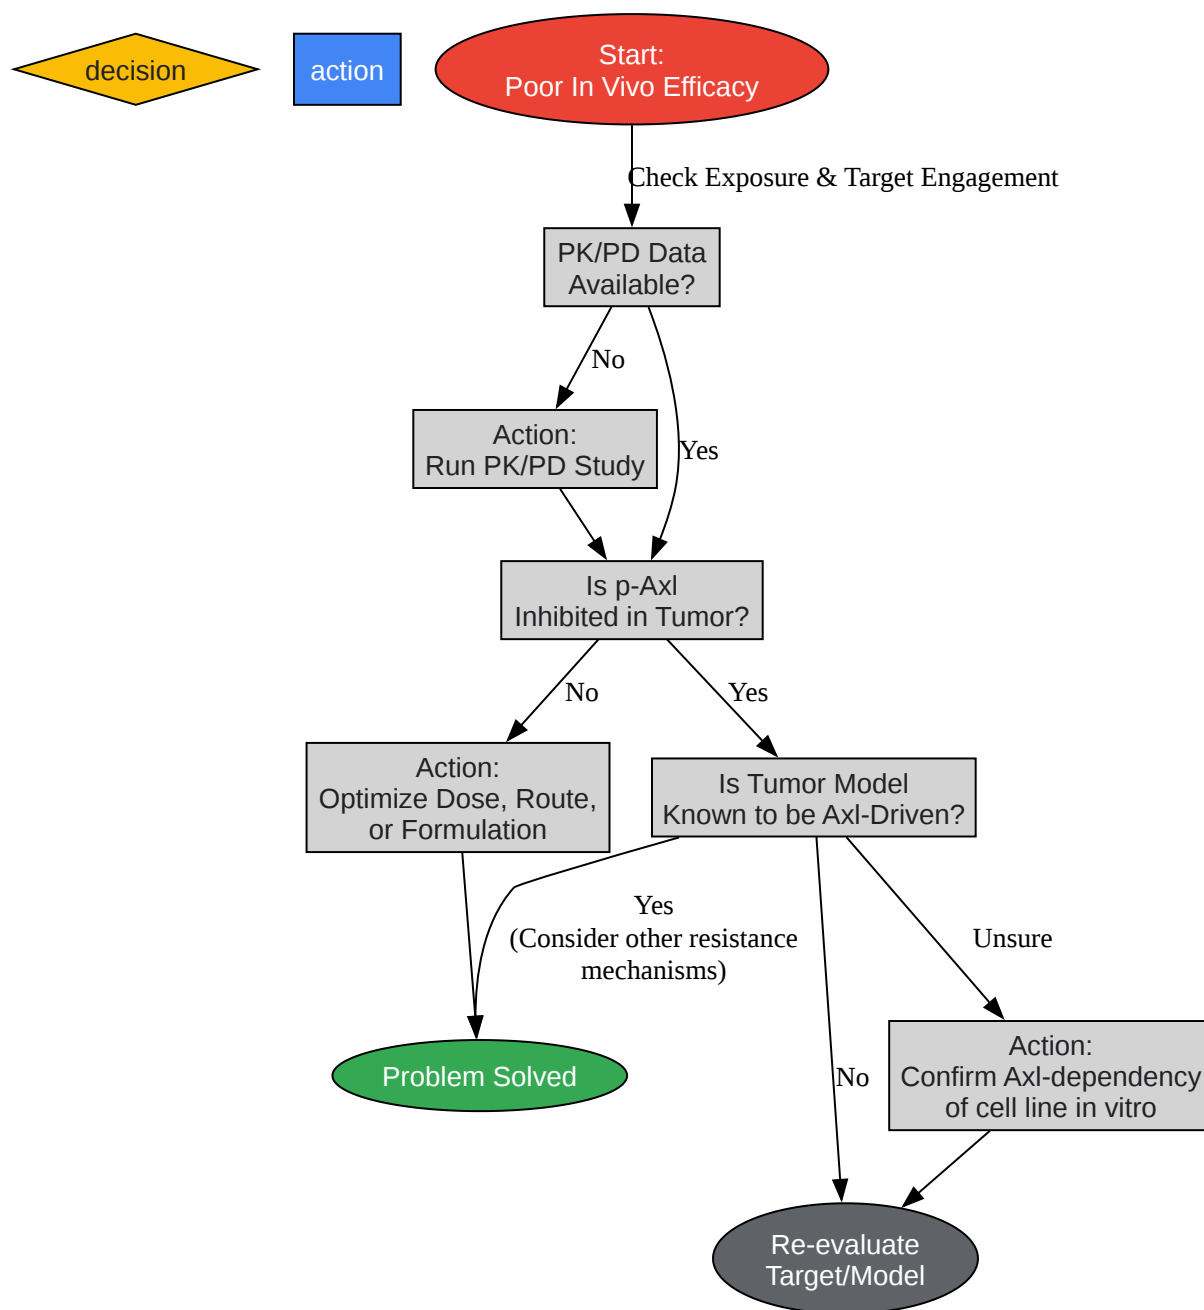 decision
action
Start:
Poor In Vivo Efficacy
Check Exposure & Target Engagement
PK/PD Data
Available?
No
Yes
Action:
Run PK/PD Study
Is p-Axl
Inhibited in Tumor?
No
Yes
Action:
Optimize Dose, Route,
or Formulation
Is Tumor Model
Known to be Axl-Driven?
Yes
(Consider other resistance
mechanisms)
Unsure
No
Problem Solved
Action:
Confirm Axl-dependency
of cell line in vitro
Re-evaluate
Target/Model